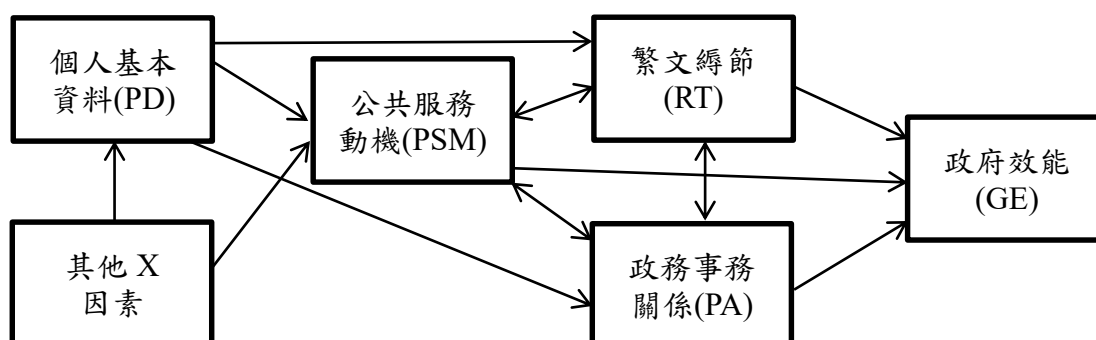 個人基本
資料(PD)
公共服務
動機(PSM)
繁文縟節
(RT)
政府效能
(GE)
其他 X
因素
政務事務
關係(PA)